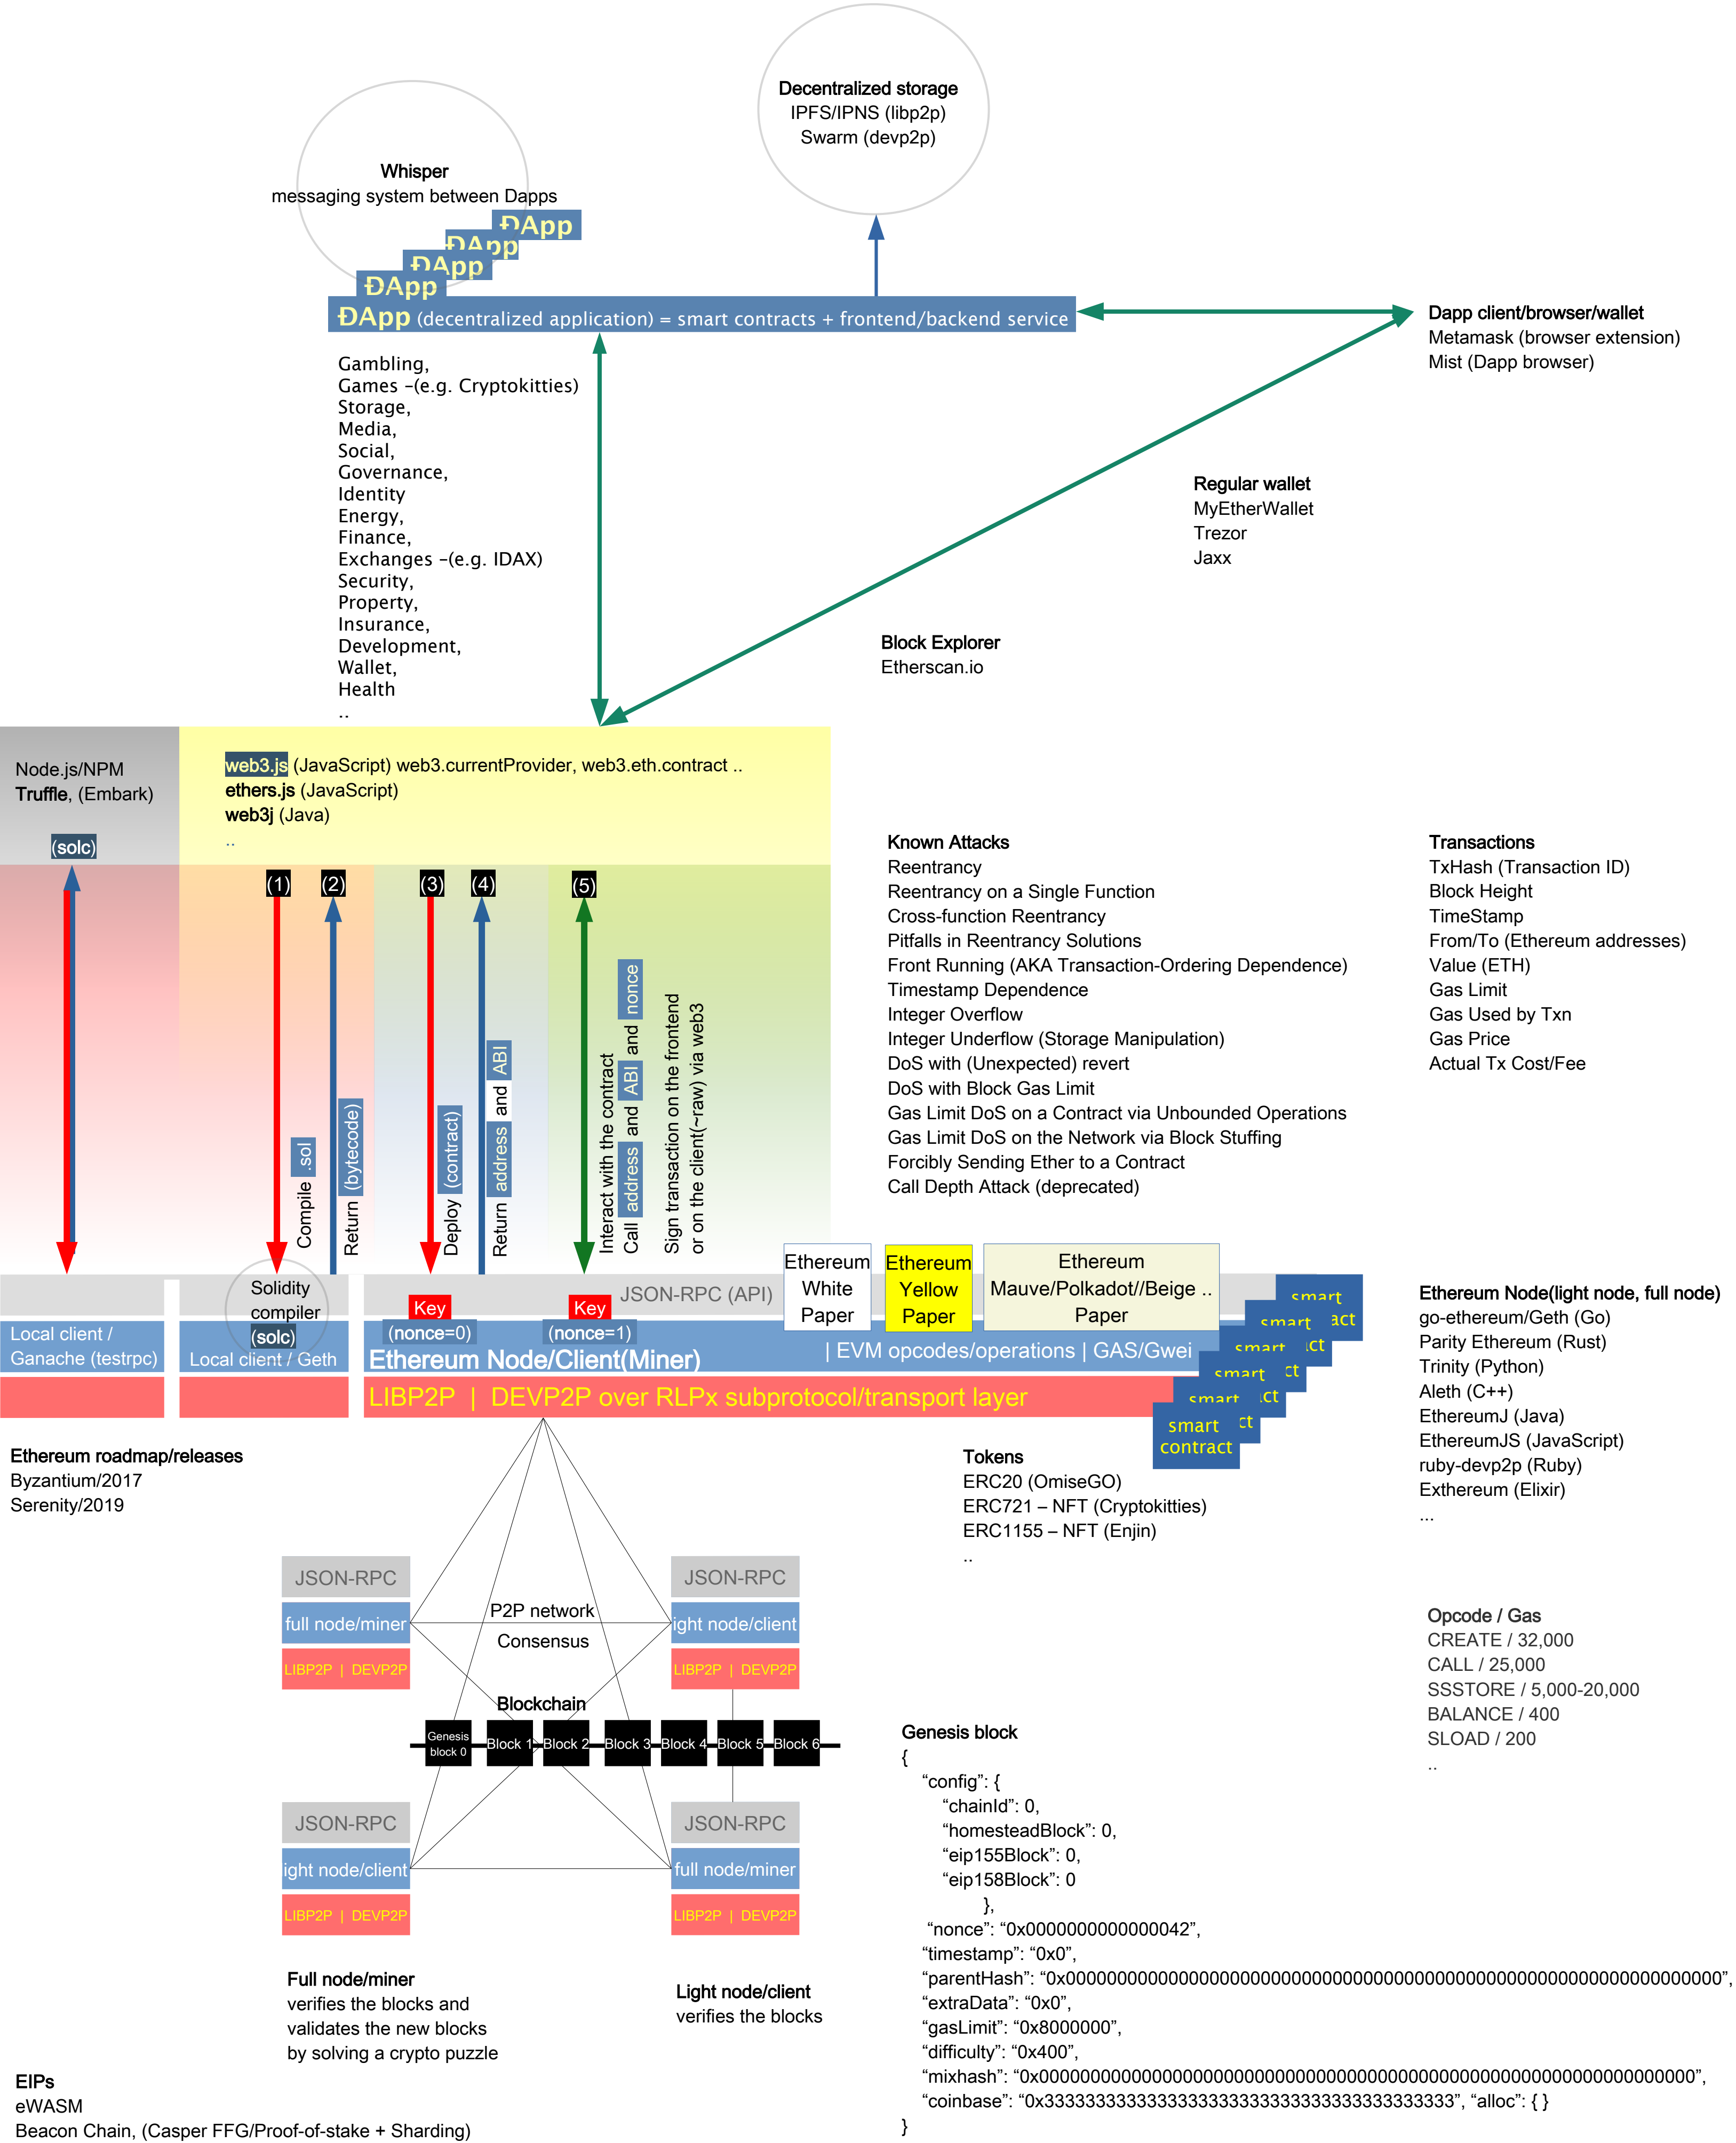 Decentralized storage
IPFS/IPNS (libp2p)
Swarm (devp2p)
Whisper
messaging system between Dapps
ĐApp
ĐApp
ĐApp
ĐApp
ĐApp (decentralized application) = smart contracts + frontend/backend service
Dapp client/browser/wallet
Metamask (browser extension)
Mist (Dapp browser)
Gambling,
Games –(e.g. Cryptokitties)
Storage,
Media,
Social,
Governance,
Identity
Energy,
Finance,
Exchanges –(e.g. IDAX)
Security,
Property,
Insurance,
Development,
Wallet,
Health
..
Regular wallet
MyEtherWallet
Trezor
Jaxx
Block Explorer
Etherscan.io
Node.js/NPM
Truffle, (Embark)
(solc)
web3.js (JavaScript) web3.currentProvider, web3.eth.contract ..
ethers.js (JavaScript)
web3j (Java)
..
(1)
(2)
(3)
(4)
(5)
Compile .sol
Return (bytecode)
Deploy (contract)
Return address and ABI
Interact with the contract
Call address and ABI and nonce
Sign transaction on the frontend
or on the client(~raw) via web3
Known Attacks
Reentrancy
Reentrancy on a Single Function
Cross-function Reentrancy
Pitfalls in Reentrancy Solutions
Front Running (AKA Transaction-Ordering Dependence)
Timestamp Dependence
Integer Overflow
Integer Underflow (Storage Manipulation)
DoS with (Unexpected) revert
DoS with Block Gas Limit
Gas Limit DoS on a Contract via Unbounded Operations
Gas Limit DoS on the Network via Block Stuffing
Forcibly Sending Ether to a Contract
Call Depth Attack (deprecated)
Transactions
TxHash (Transaction ID)
Block Height
TimeStamp
From/To (Ethereum addresses)
Value (ETH)
Gas Limit
Gas Used by Txn
Gas Price
Actual Tx Cost/Fee
Local client /
Ganache (testrpc)
Solidity
compiler
(solc)
Local client / Geth
JSON-RPC (API)
Key
(nonce=0)
Key
(nonce=1)
Ethereum Node/Client(Miner)
| EVM opcodes/operations | GAS/Gwei
LIBP2P | DEVP2P over RLPx subprotocol/transport layer
Ethereum
White
Paper
Ethereum
Yellow
Paper
Ethereum
Mauve/Polkadot//Beige ..
Paper
smart
act
smart
ct
smart
ct
smart
ct
smart
ct
smart
contract
Ethereum Node(light node, full node)
go-ethereum/Geth (Go)
Parity Ethereum (Rust)
Trinity (Python)
Aleth (C++)
EthereumJ (Java)
EthereumJS (JavaScript)
ruby-devp2p (Ruby)
Exthereum (Elixir)
...
Ethereum roadmap/releases
Byzantium/2017
Serenity/2019
Tokens
ERC20 (OmiseGO)
ERC721 – NFT (Cryptokitties)
ERC1155 – NFT (Enjin)
..
JSON-RPC
full node/miner
LIBP2P | DEVP2P
P2P network
Consensus
JSON-RPC
ight node/client
LIBP2P | DEVP2P
Blockchain
Genesis
block 0
Block 1
Block 2
Block 3
Block 4
Block 5
Block 6
JSON-RPC
ight node/client
LIBP2P | DEVP2P
JSON-RPC
full node/miner
LIBP2P | DEVP2P
Opcode / Gas
CREATE / 32,000
CALL / 25,000
SSSTORE / 5,000-20,000
BALANCE / 400
SLOAD / 200
..
Genesis block
{
“config”: {
“chainId”: 0,
“homesteadBlock”: 0,
“eip155Block”: 0,
“eip158Block”: 0
},
“nonce”: “0x0000000000000042”,
“timestamp”: “0x0”,
“parentHash”: “0x0000000000000000000000000000000000000000000000000000000000000000”,
“extraData”: “0x0”,
“gasLimit”: “0x8000000”,
“difficulty”: “0x400”,
“mixhash”: “0x0000000000000000000000000000000000000000000000000000000000000000”,
“coinbase”: “0x3333333333333333333333333333333333333333”, “alloc”: { }
}
Full node/miner
verifies the blocks and
validates the new blocks
by solving a crypto puzzle
Light node/client
verifies the blocks
EIPs
eWASM
Beacon Chain, (Casper FFG/Proof-of-stake + Sharding)